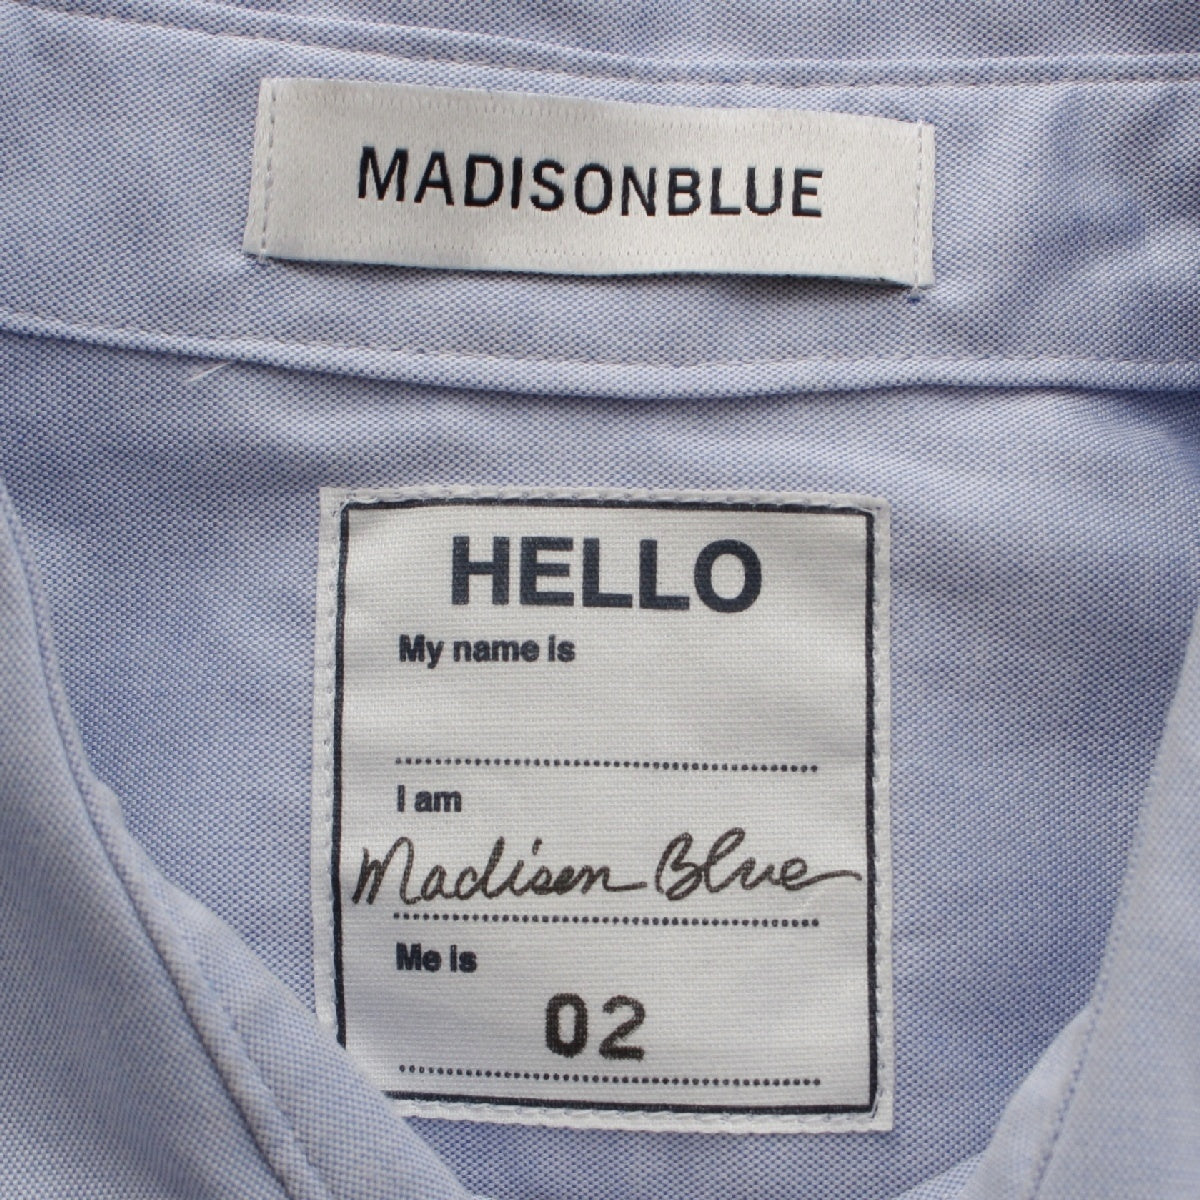 MADISONBLUE
HELLO
My name is
I am
Madison Blue
Me is
02